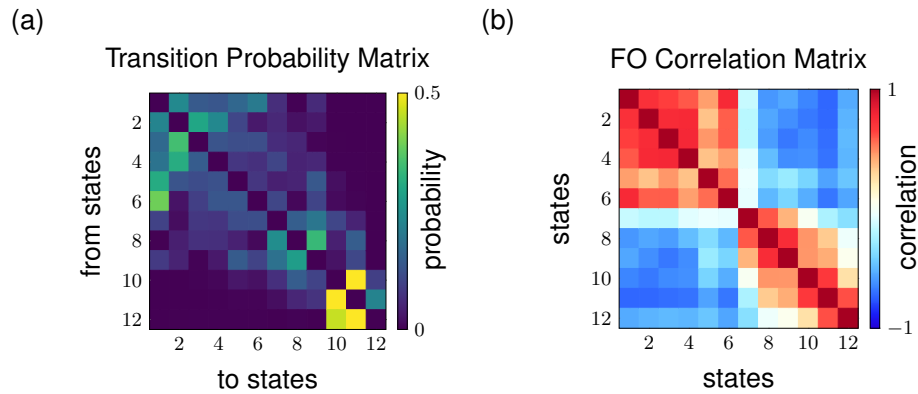 (a)
Transition Probability Matrix
from states
2
4
6
8
10
12
2 4 6 8 10 12
to states
0.5
0
probability
(b)
FO Correlation Matrix
states
2
4
6
8
10
12
2 4 6 8 10 12
states
1
−1
correlation